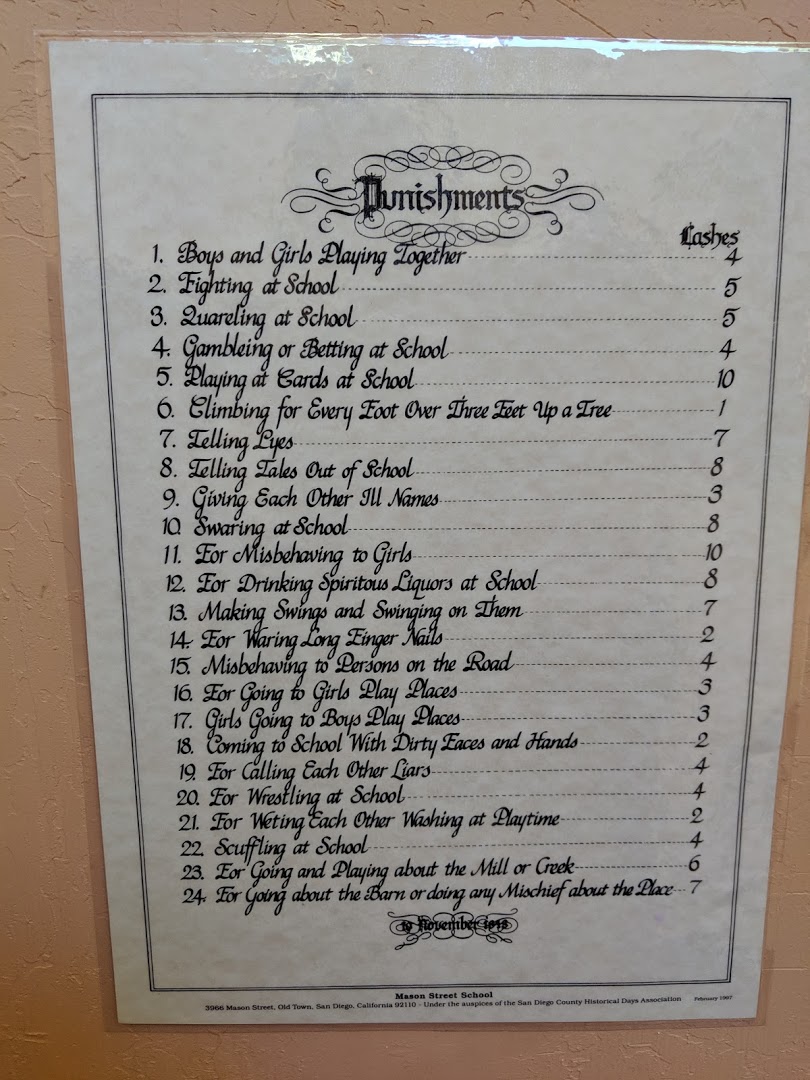 Punishments
Lashes
1. Boys and Girls Playing Together 4
2. Fighting at School 5
3. Quareling at School 5
4. Gambleing or Betting at School 4
5. Playing at Cards at School 10
6. Climbing for Every Foot Over Three Feet Up a Tree 1
7. Telling Lyes 7
8. Telling Tales Out of School 8
9. Giving Each Other Ill Names 3
10. Swaring at School 8
11. For Misbehaving to Girls 10
12. For Drinking Spiritous Liquors at School 8
13. Making Swings and Swinging on Them 7
14. For Waring Long Finger Nails 2
15. Misbehaving to Persons on the Road 4
16. For Going to Girls Play Places 3
17. Girls Going to Boys Play Places 3
18. Coming to School With Dirty Faces and Hands 2
19. For Calling Each Other Liars 4
20. For Wrestling at School 4
21. For Weting Each Other Washing at Playtime 2
22. Scuffling at School 4
23. For Going and Playing about the Mill or Creek 6
24. For Going about the Barn or doing any Mischief about the Place 7
November
Mason Street School
3966 Mason Street, Old Town, San Diego, California 92110 - Under the auspices of the San Diego County Historical Days Association February 1997